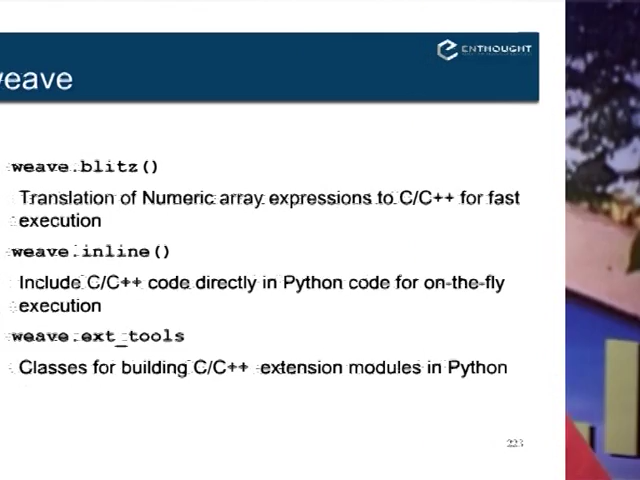 ENTHOUGHT
weave
weave.blitz()
Translation of Numeric array expressions to C/C++ for fast
execution
weave.inline()
Include C/C++ code directly in Python code for on-the-fly
execution
weave.ext_tools
Classes for building C/C++ extension modules in Python
223